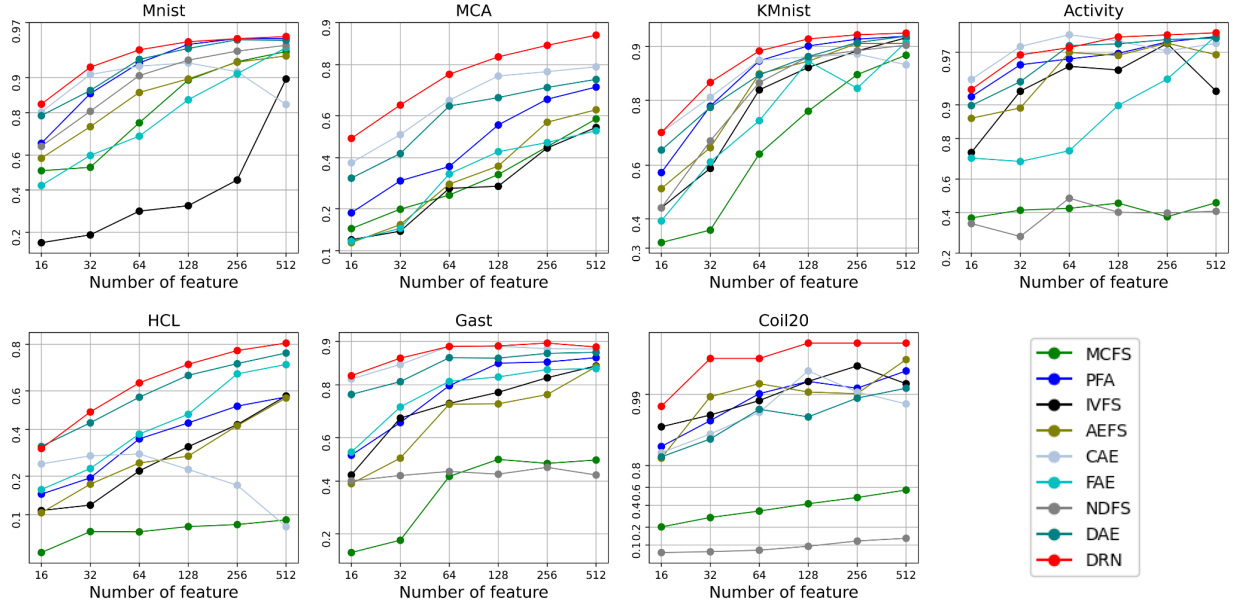 Mnist
0.97
0.9
0.8
0.6
0.4
0.2
16 32 64 128 256 512
Number of feature
MCA
0.9
0.8
0.6
0.4
0.2
0.1
16 32 64 128 256 512
Number of feature
KMnist
0.9
0.8
0.6
0.4
0.3
16 32 64 128 256 512
Number of feature
Activity
0.97
0.9
0.8
0.6
0.4
0.2
16 32 64 128 256 512
Number of feature
HCL
0.8
0.6
0.4
0.2
0.1
16 32 64 128 256 512
Number of feature
Gast
0.9
0.8
0.6
0.4
0.2
16 32 64 128 256 512
Number of feature
Coil20
0.99
0.8
0.6
0.4
0.2
0.1
16 32 64 128 256 512
Number of feature
MCFS
PFA
IVFS
AEFS
CAE
FAE
NDFS
DAE
DRN